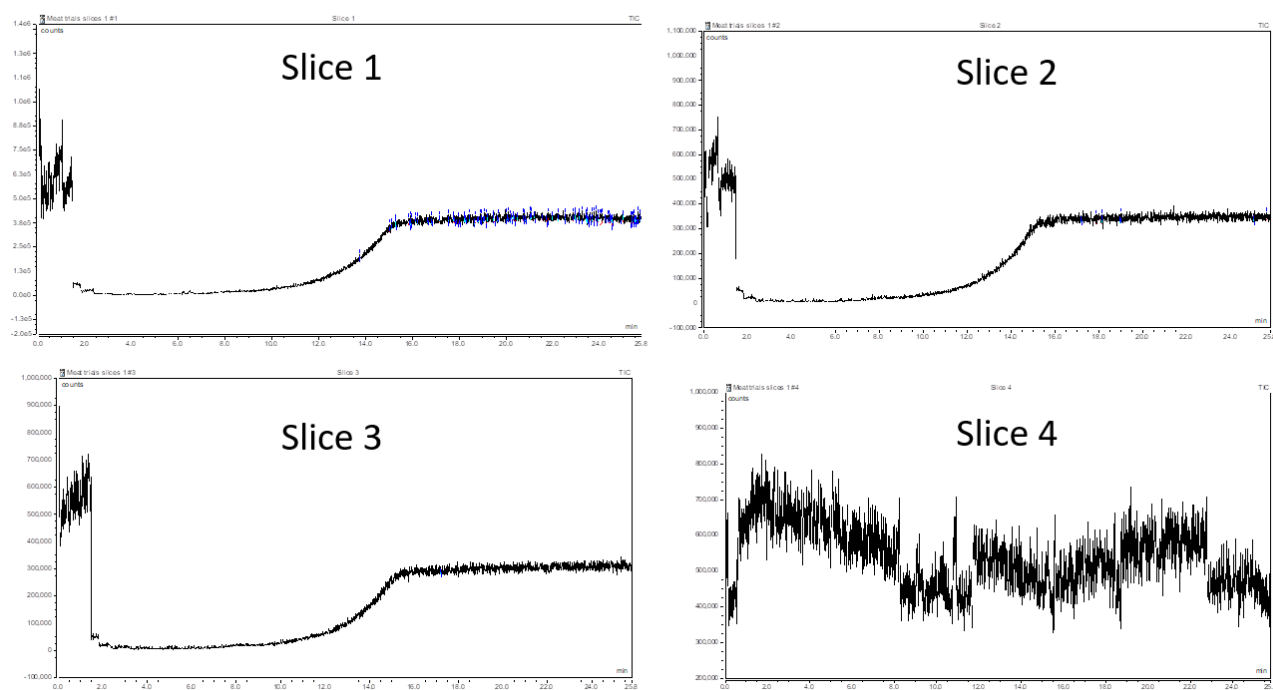 Meat trials slices 1 #1 Slice 1 TIC
1.4e6
counts
Slice 1
1.3e6
1.1e6
1.0e6
8.8e5
7.5e5
6.3e5
5.0e5
3.8e5
2.5e5
1.3e5
0.0e0
-1.3e5
min
-2.0e5
0.0 2.0 4.0 6.0 8.0 10.0 12.0 14.0 16.0 18.0 20.0 22.0 24.0 25.8
Meat trials slices 1 #2 Slice 2 TIC
1,100,000
counts
Slice 2
1,000,000
900,000
800,000
700,000
600,000
500,000
400,000
300,000
200,000
100,000
0
min
-100,000
0.0 2.0 4.0 6.0 8.0 10.0 12.0 14.0 16.0 18.0 20.0 22.0 24.0
Meat trials slices 1 #3 Slice 3 TIC
1,000,000
counts
Slice 3
900,000
800,000
700,000
600,000
500,000
400,000
300,000
200,000
100,000
0
min
-100,000
0.0 2.0 4.0 6.0 8.0 10.0 12.0 14.0 16.0 18.0 20.0 22.0 24.0 25.8
Meat trials slices 1 #4 Slice 4 TIC
1,000,000
counts
Slice 4
900,000
800,000
700,000
600,000
500,000
400,000
300,000
min
200,000
0.0 2.0 4.0 6.0 8.0 10.0 12.0 14.0 16.0 18.0 20.0 22.0 24.0